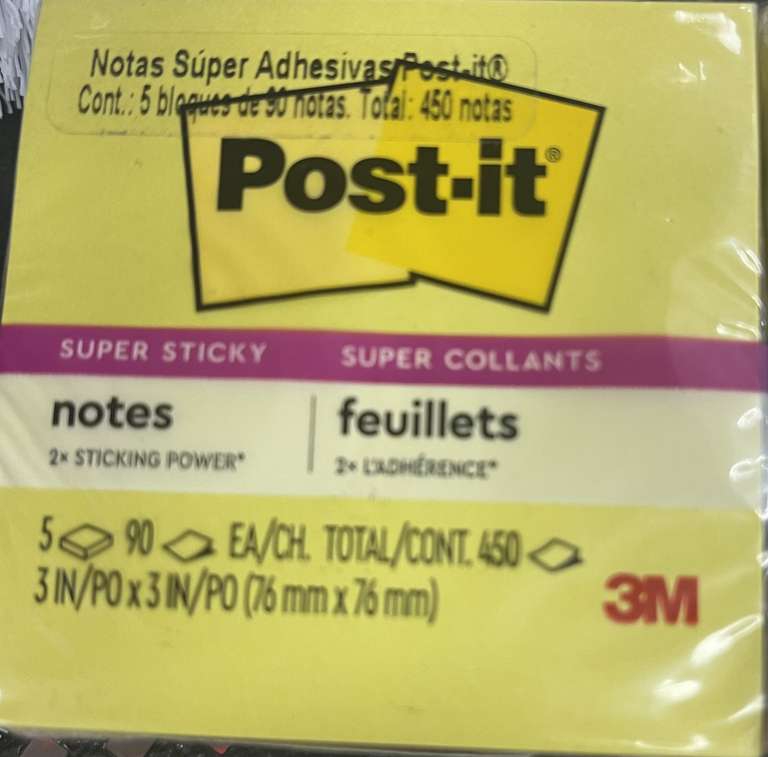 Notas Súper Adhesivas Post-it®
Cont.: 5 bloques de 90 notas. Total: 450 notas
Post-it®
SUPER STICKY SUPER COLLANTS
notes feuillets
2x STICKING POWER* 2x L'ADHÉRENCE*
5 90 EA/CH. TOTAL/CONT. 450
3 IN/PO x 3 IN/PO (76 mm x 76 mm)
3M